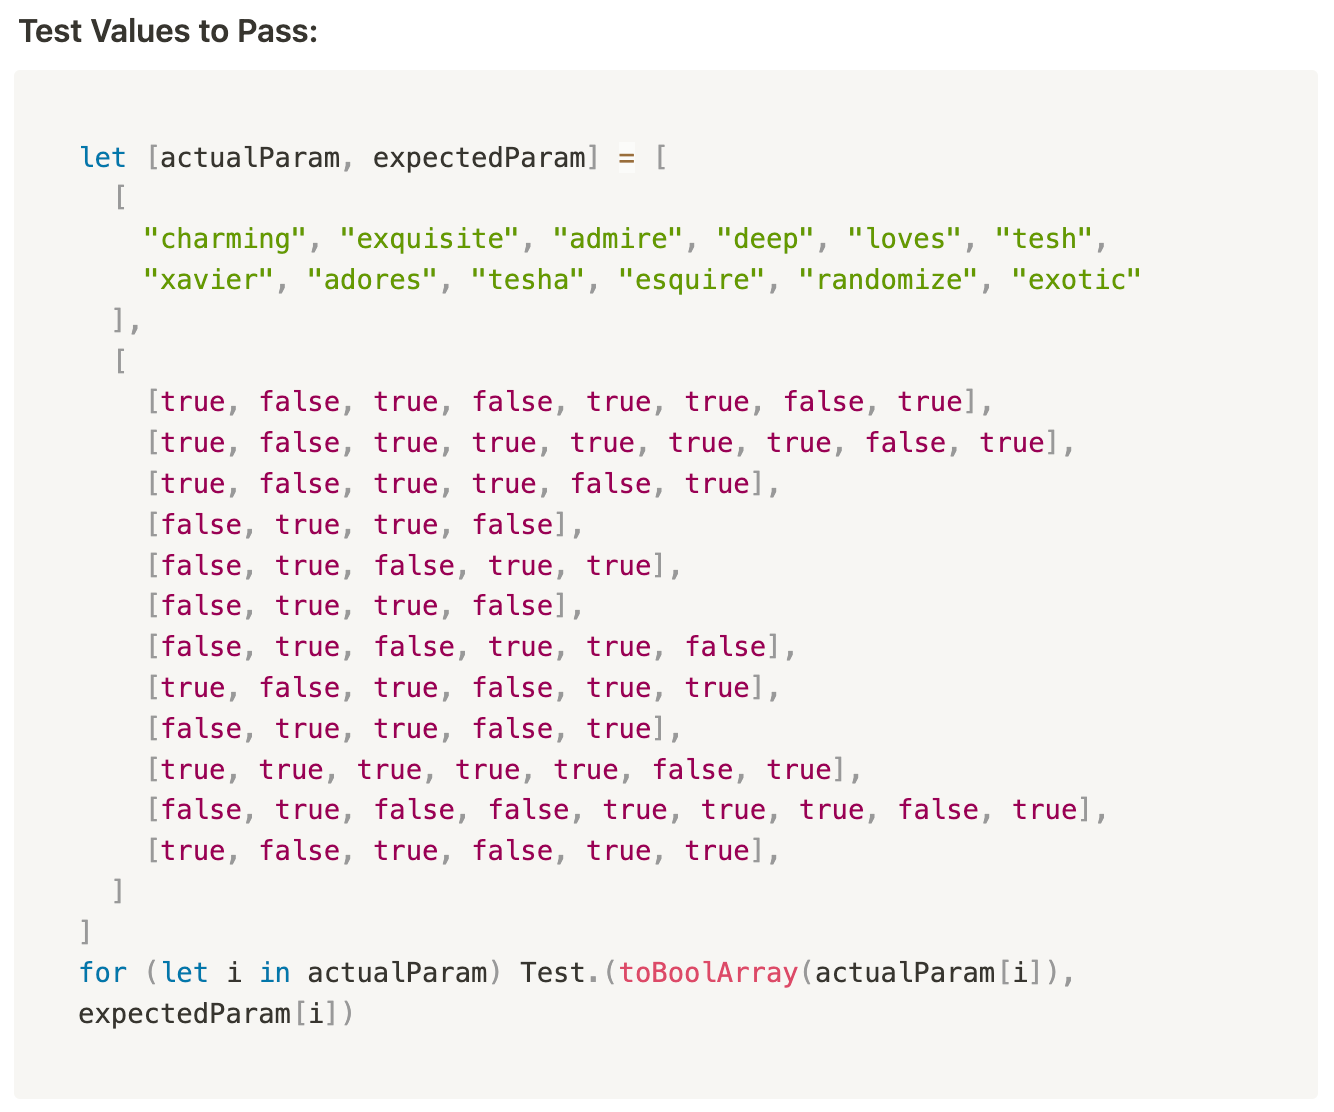 Test Values to Pass:
let [actualParam, expectedParam] = [
  [
    "charming", "exquisite", "admire", "deep", "loves", "tesh",
    "xavier", "adores", "tesha", "esquire", "randomize", "exotic"
  ],
  [
    [true, false, true, false, true, true, false, true],
    [true, false, true, true, true, true, true, false, true],
    [true, false, true, true, false, true],
    [false, true, true, false],
    [false, true, false, true, true],
    [false, true, true, false],
    [false, true, false, true, true, false],
    [true, false, true, false, true, true],
    [false, true, true, false, true],
    [true, true, true, true, true, false, true],
    [false, true, false, false, true, true, true, false, true],
    [true, false, true, false, true, true],
  ]
]
for (let i in actualParam) Test.(toBoolArray(actualParam[i]),
expectedParam[i])